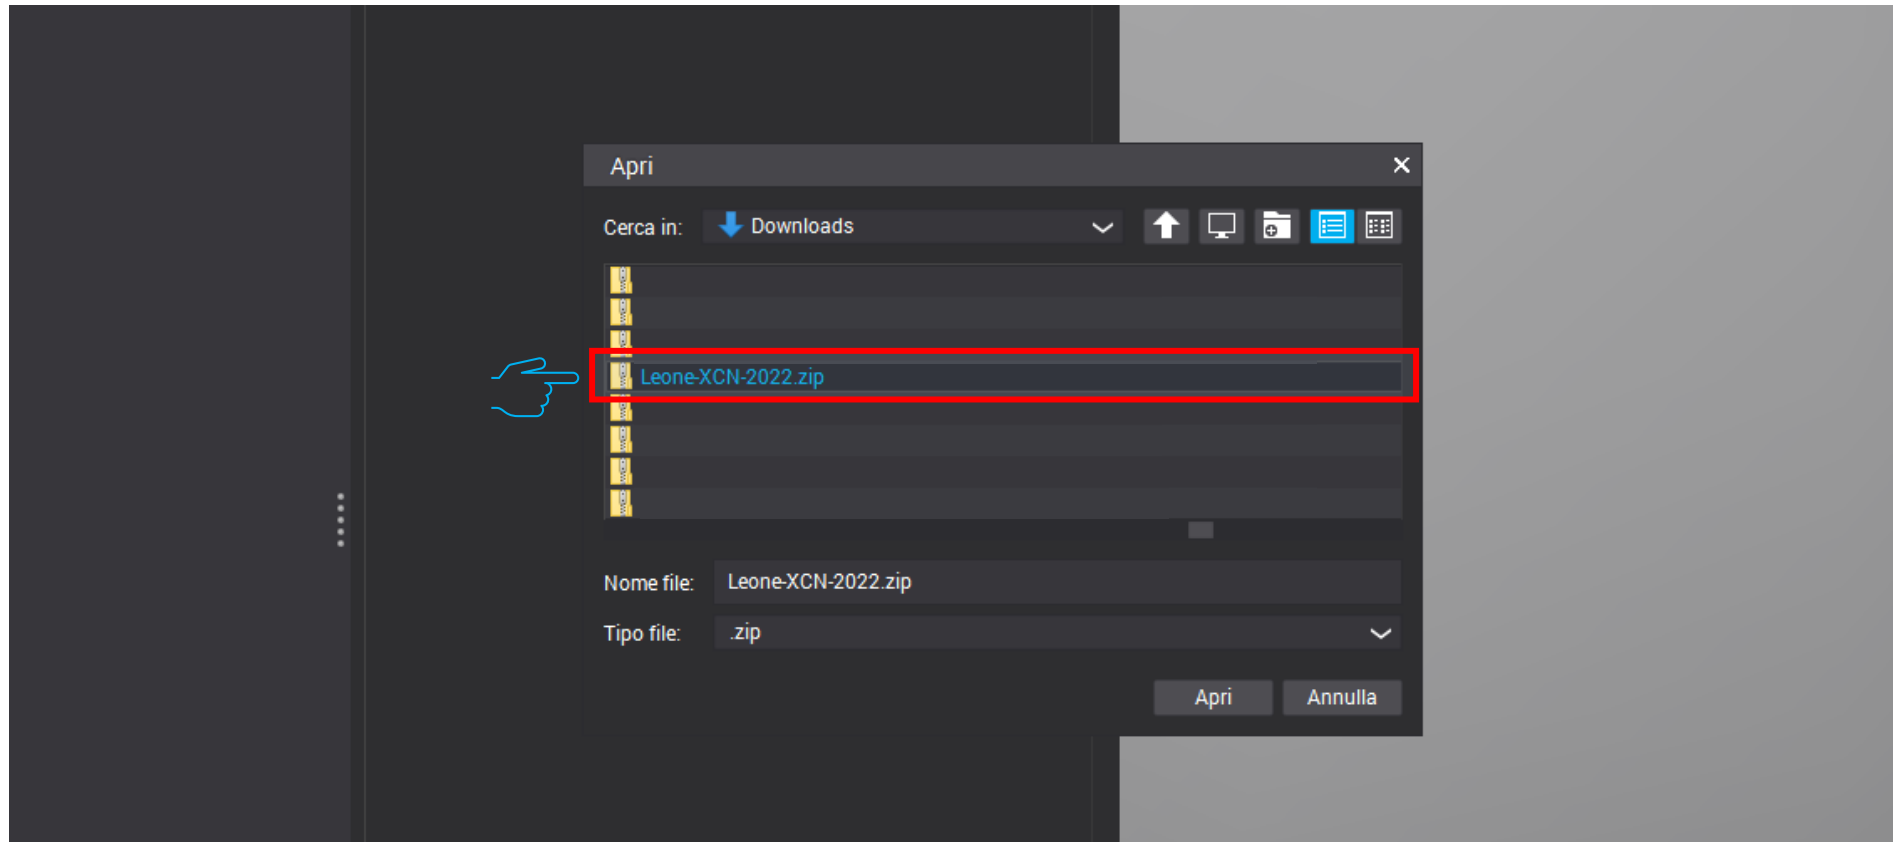 Apri
Cerca in: Downloads
Leone-XCN-2022.zip
Nome file: Leone-XCN-2022.zip
Tipo file: .zip
Apri Annulla